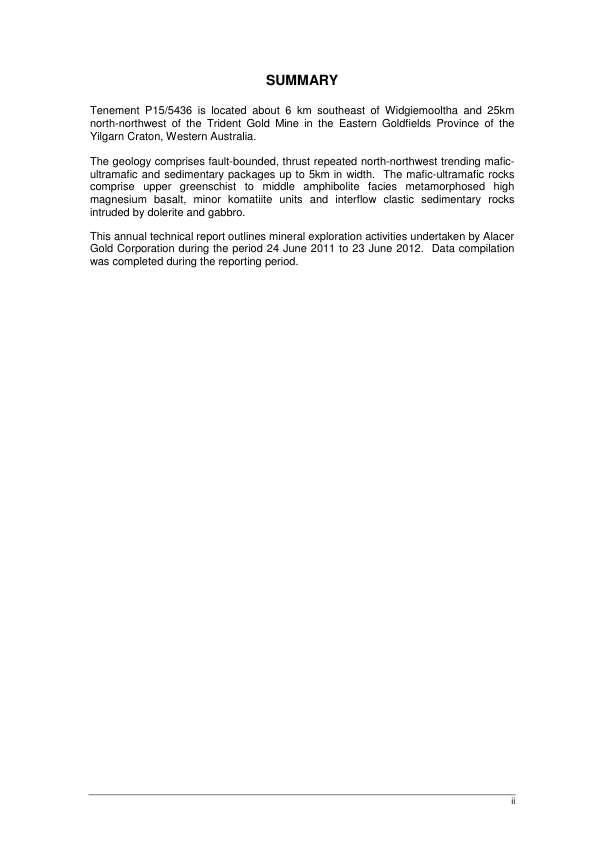 SUMMARY
Tenement P15/5436 is located about 6 km southeast of Widgiemooltha and 25km
north-northwest of the Trident Gold Mine in the Eastern Goldfields Province of the
Yilgarn Craton, Western Australia.
The geology comprises fault-bounded, thrust repeated north-northwest trending mafic-
ultramafic and sedimentary packages up to 5km in width.  The mafic-ultramafic rocks
comprise upper greenschist to middle amphibolite facies metamorphosed high
magnesium basalt, minor komatiite units and interflow clastic sedimentary rocks
intruded by dolerite and gabbro.
This annual technical report outlines mineral exploration activities undertaken by Alacer
Gold Corporation during the period 24 June 2011 to 23 June 2012.  Data compilation
was completed during the reporting period.
ii